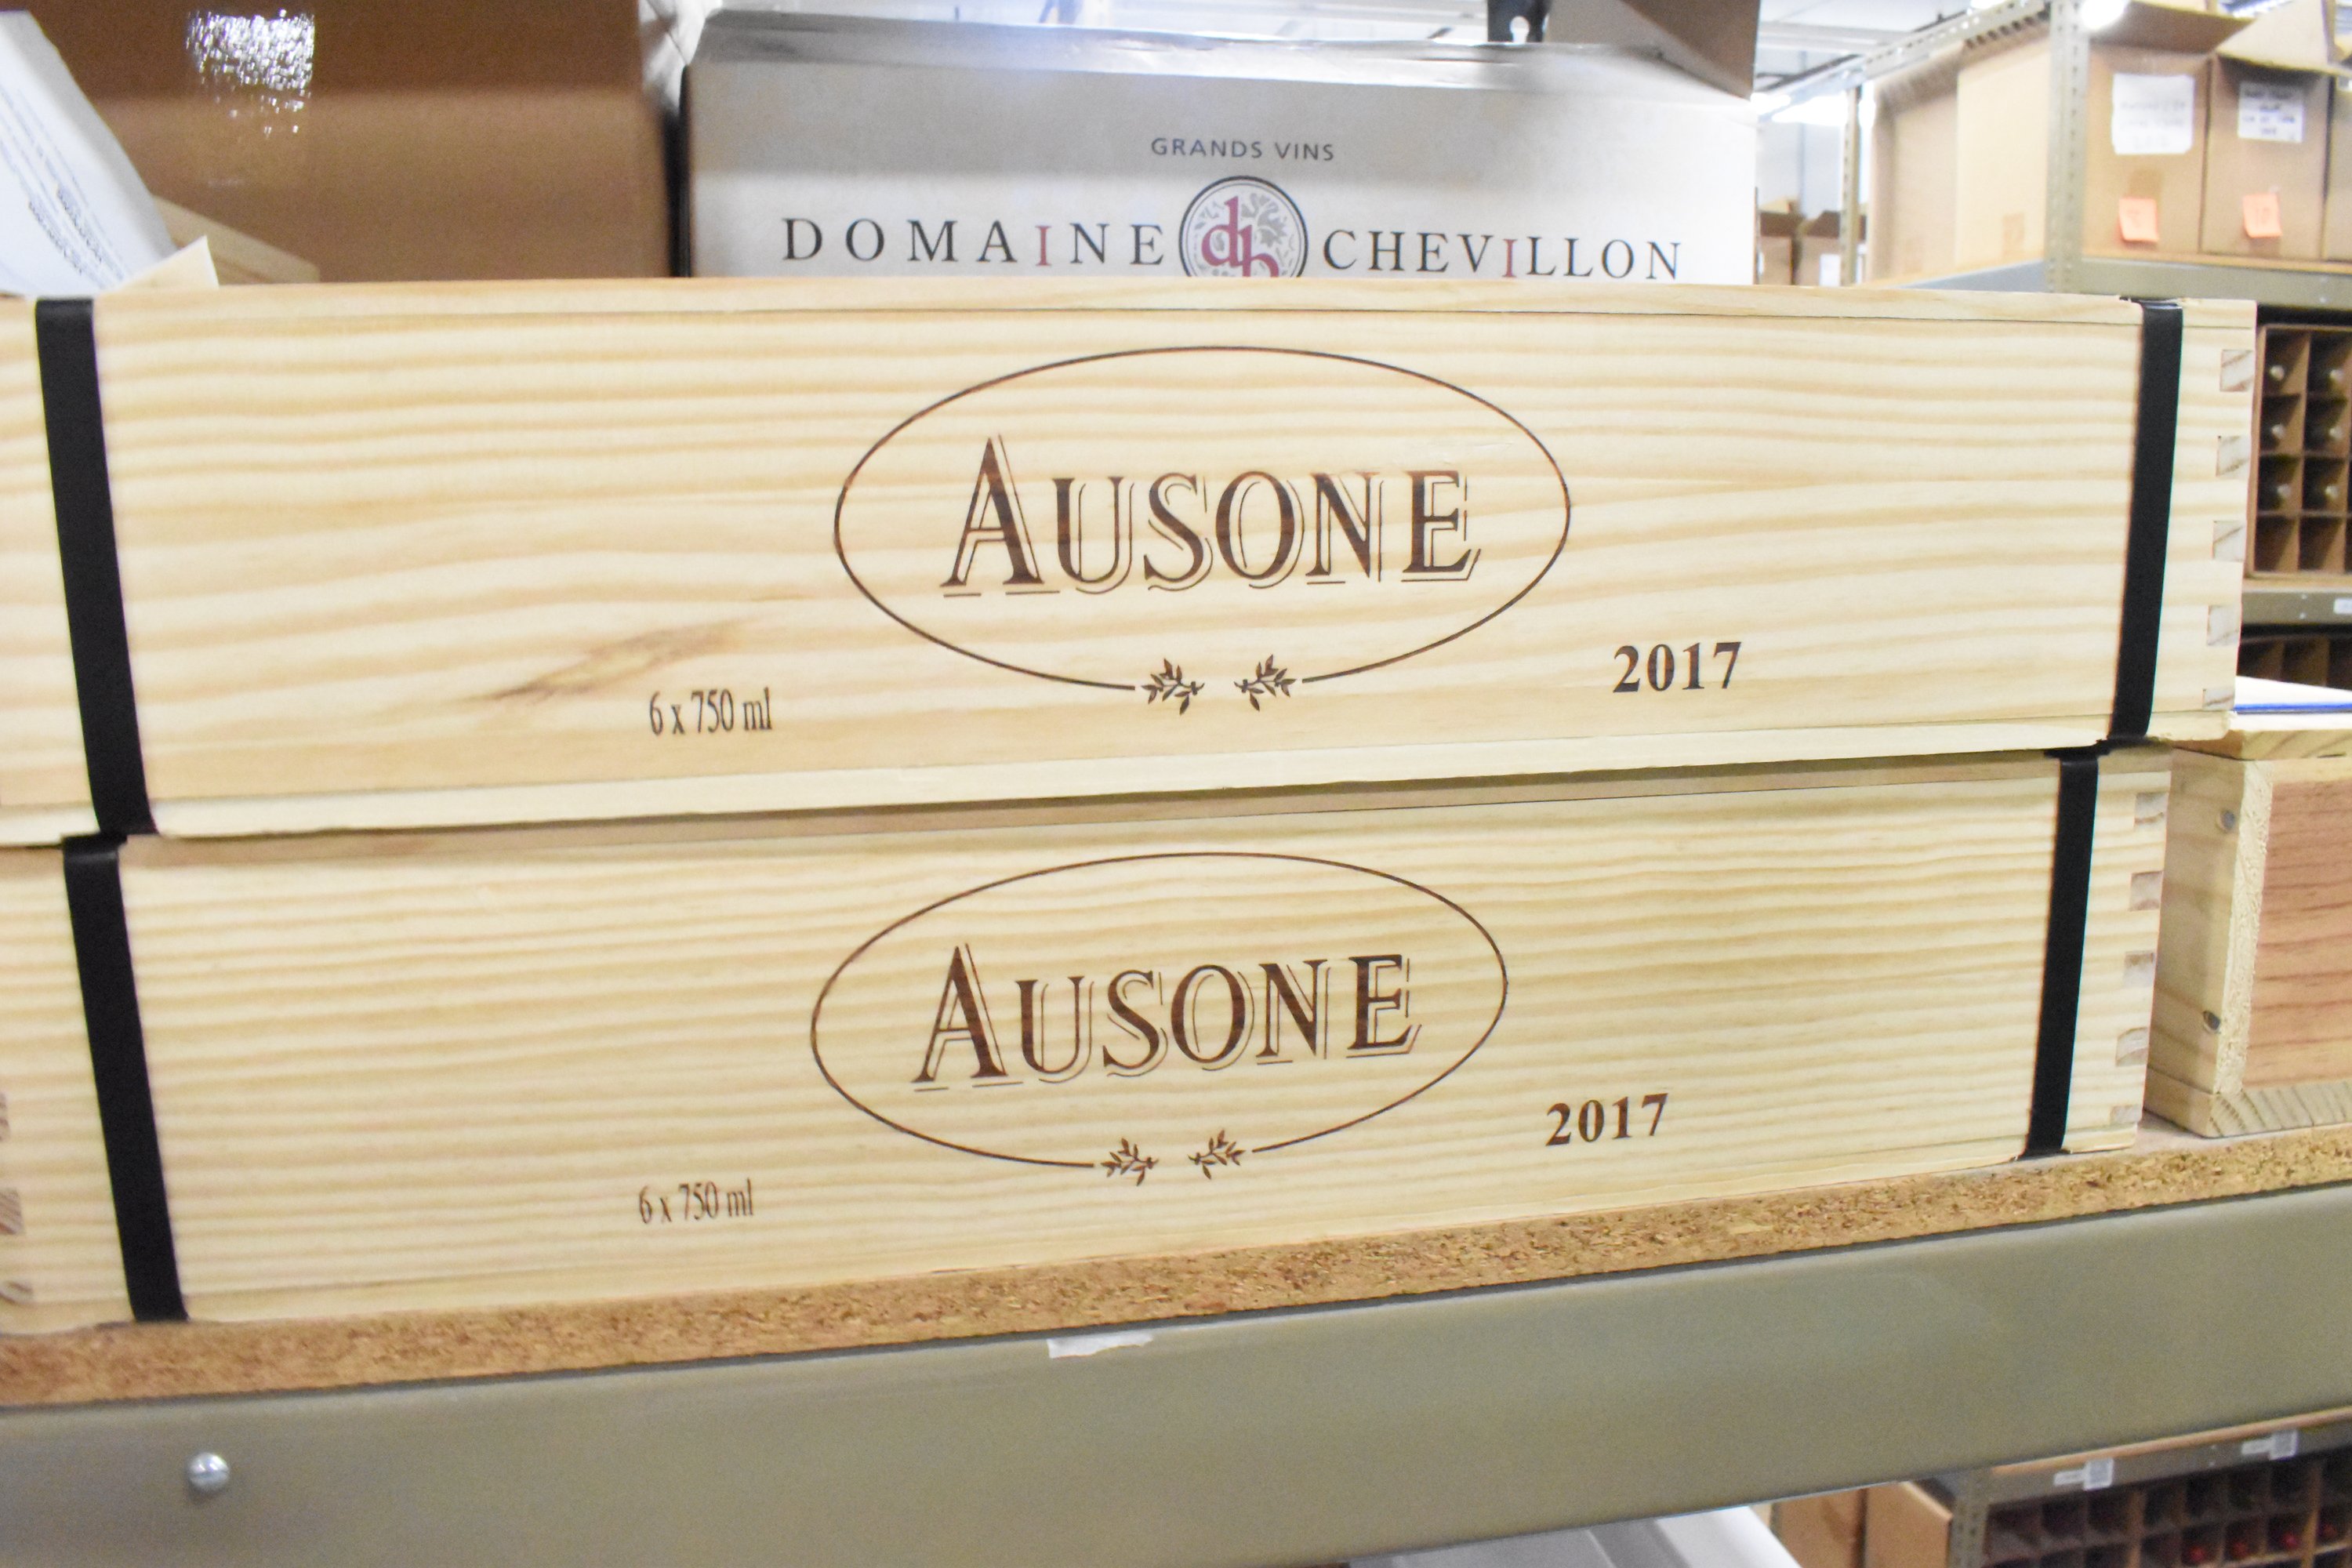 GRANDS VINS
DOMAINE CHEVILLON
AUSONE
6 x 750 ml
2017
AUSONE
6 x 750 ml
2017